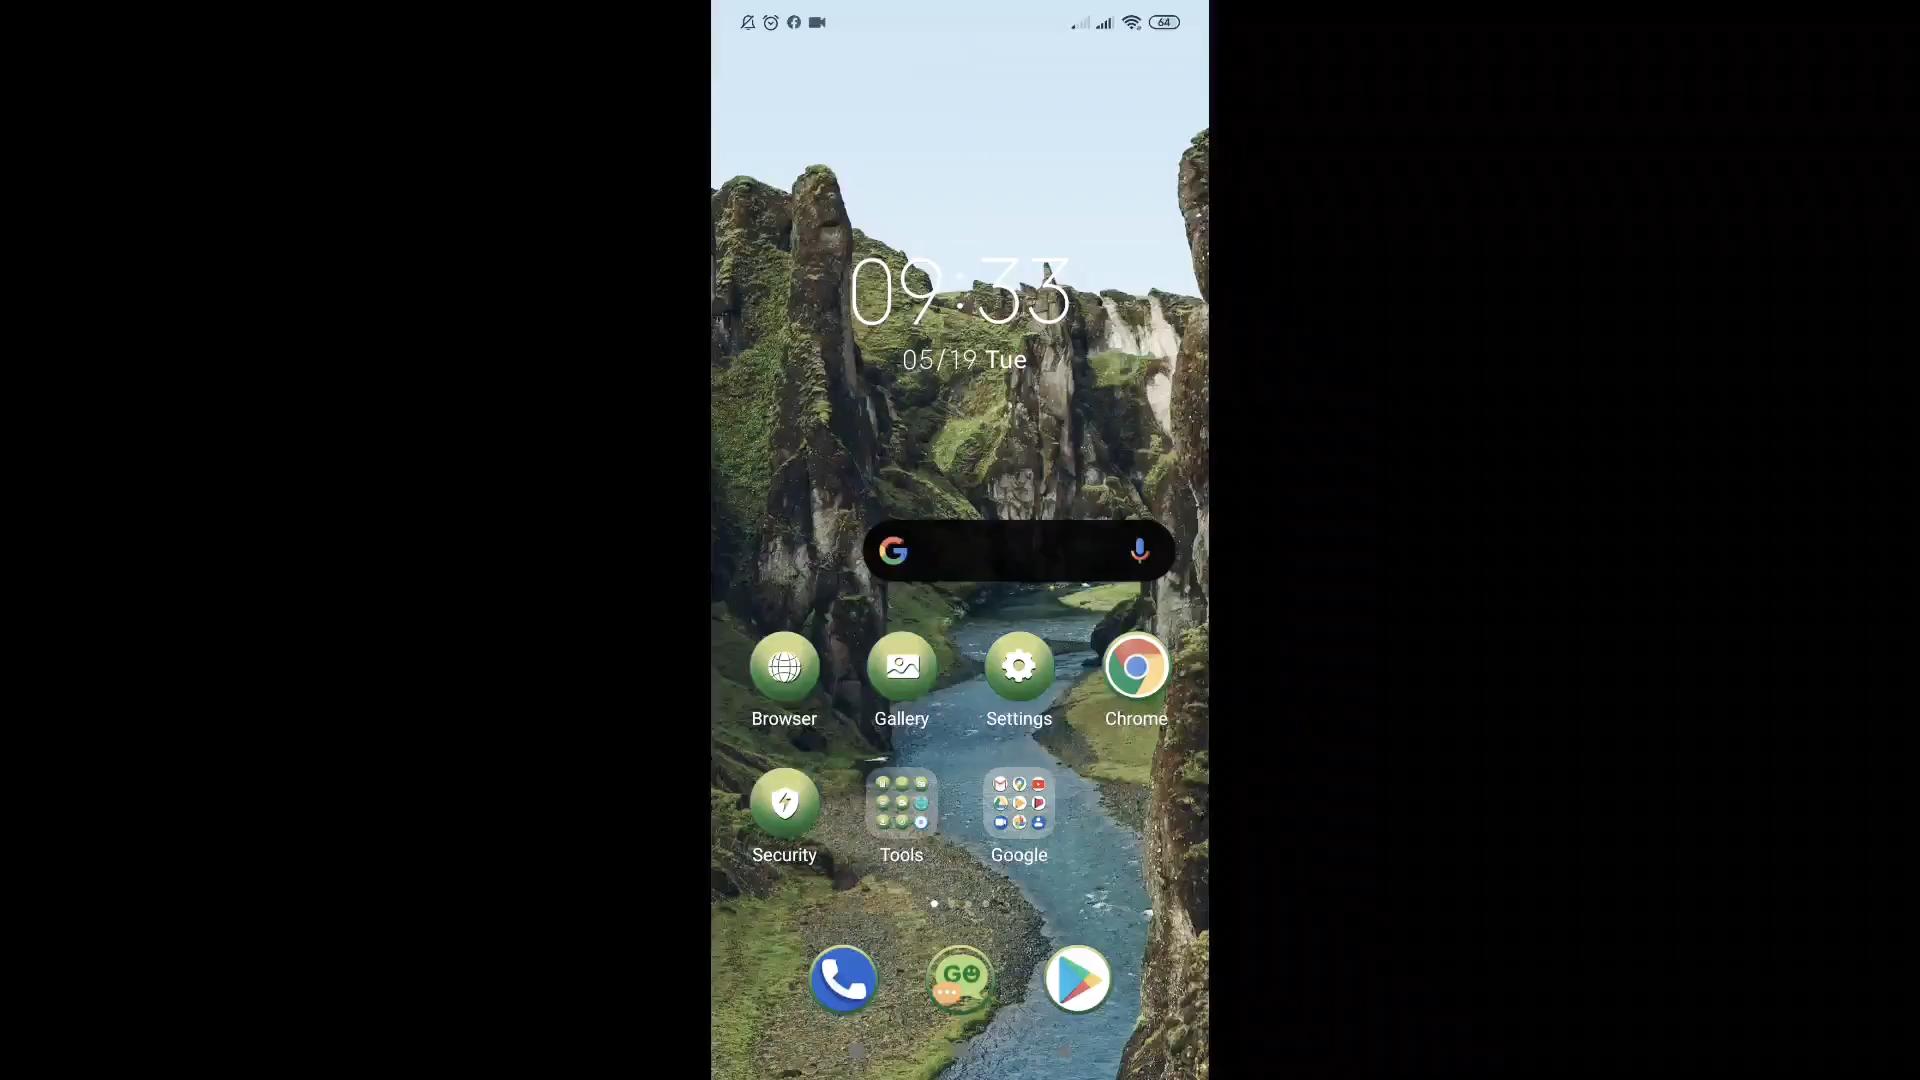 64
09:33
05/19 Tue
Browser
Gallery
Settings
Chrome
Security
Tools
Google
GO